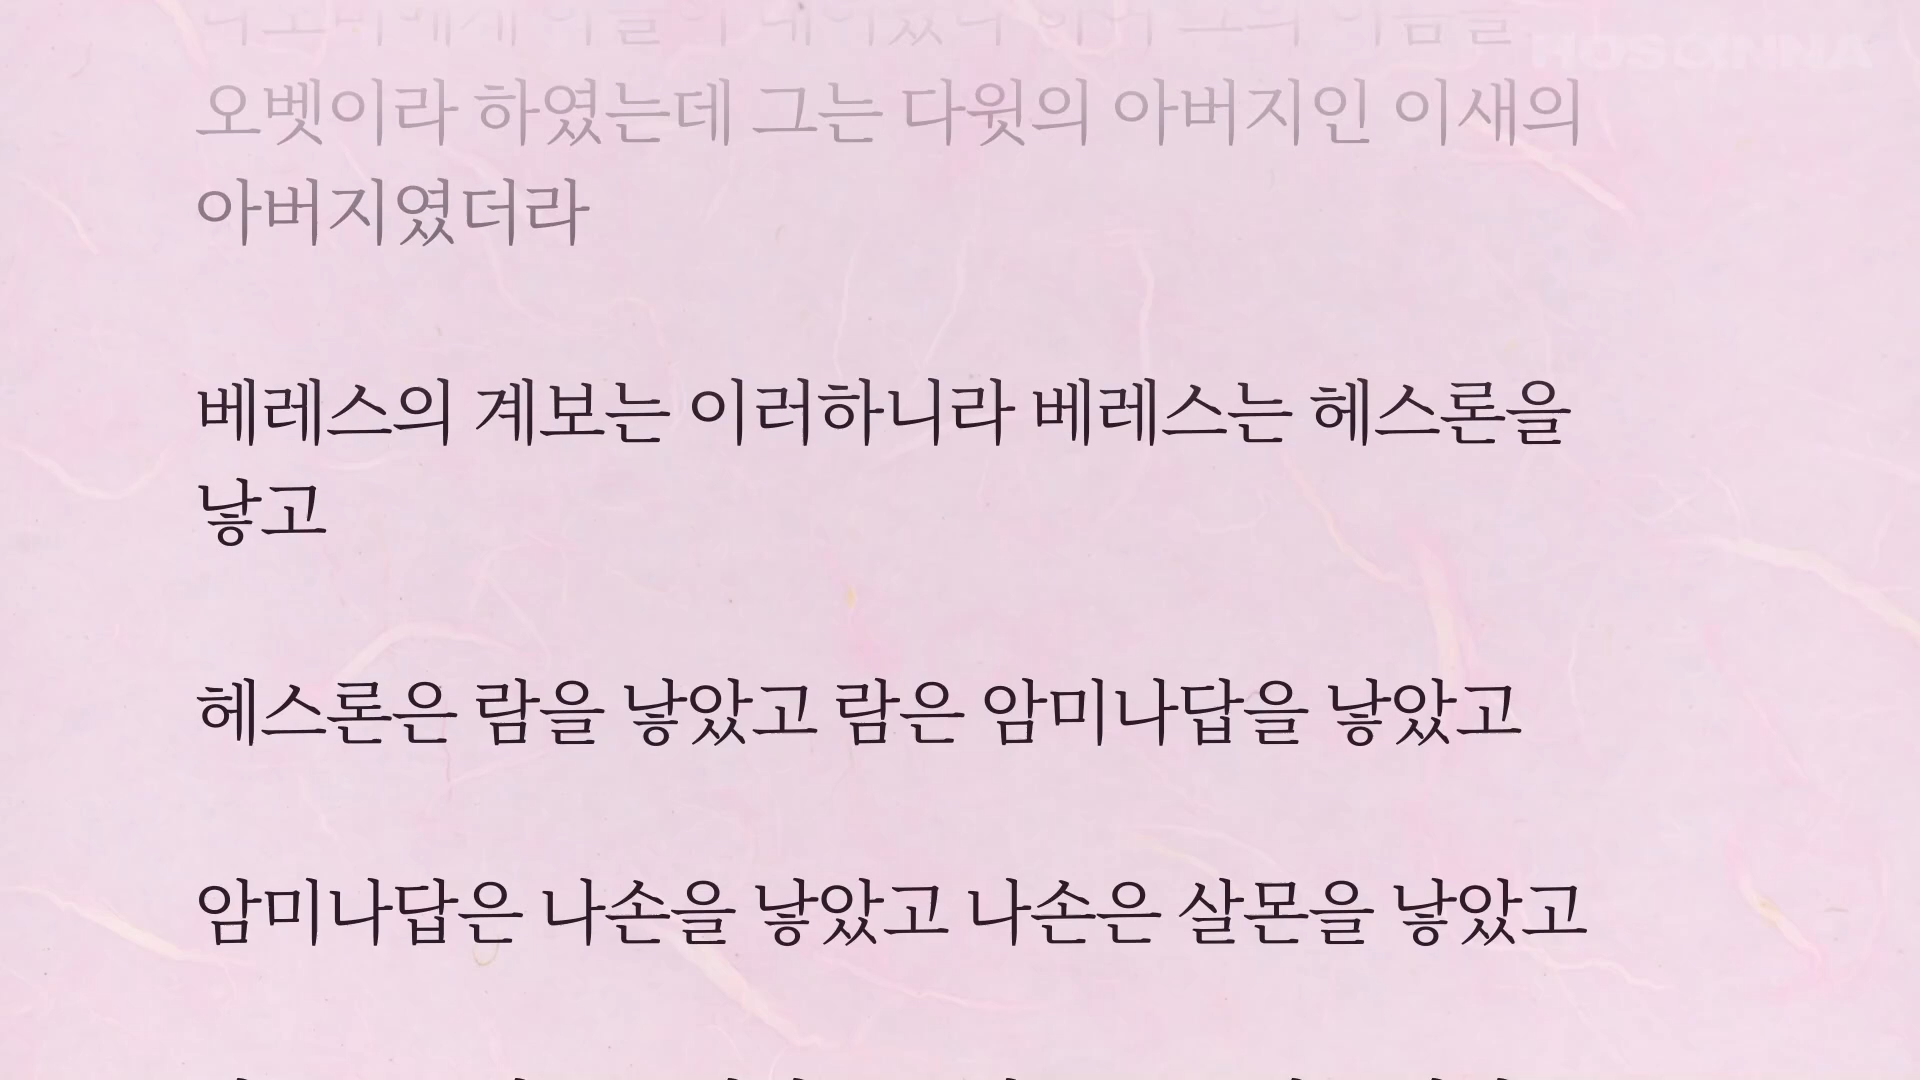 HOSANNA
오벳이라 하였는데 그는 다윗의 아버지인 이새의
아버지였더라
베레스의 계보는 이러하니라 베레스는 헤스론을
낳고
헤스론은 람을 낳았고 람은 암미나답을 낳았고
암미나답은 나손을 낳았고 나손은 살몬을 낳았고